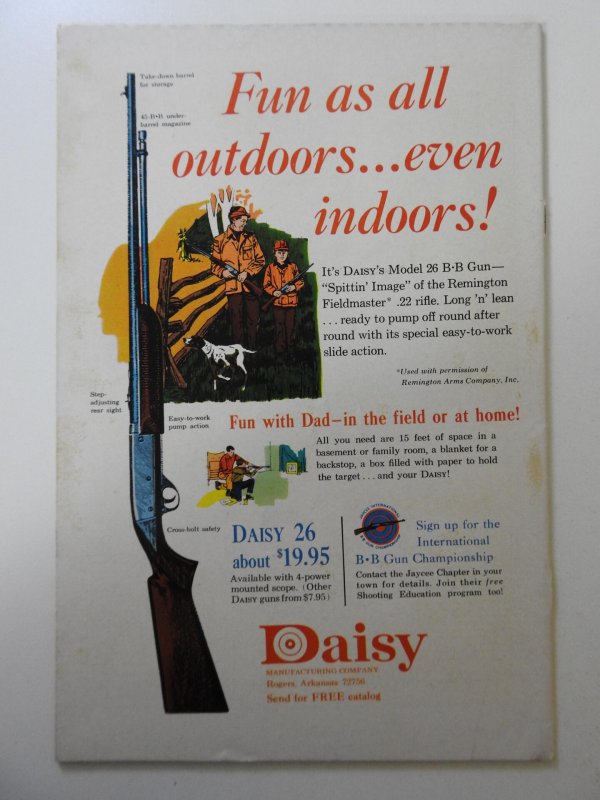 Take-down barrel
for storage
45-B•B under-
barrel magazine
Fun as all
outdoors...even
indoors!
It's DAISY's Model 26 B•B Gun—
"Spittin' Image" of the Remington
Fieldmaster* .22 rifle. Long 'n' lean
... ready to pump off round after
round with its special easy-to-work
slide action.
*Used with permission of
Remington Arms Company, Inc.
Step-
adjusting
rear sight
Easy-to-work
pump action
Fun with Dad—in the field or at home!
All you need are 15 feet of space in a
basement or family room, a blanket for a
backstop, a box filled with paper to hold
the target ... and your DAISY!
Cross-bolt safety
DAISY 26
about $19.95
Available with 4-power
mounted scope. (Other
DAISY guns from $7.95)
JAYCEE INTERNATIONAL
B•B GUN CHAMPIONSHIP
Sign up for the
International
B•B Gun Championship
Contact the Jaycee Chapter in your
town for details. Join their free
Shooting Education program too!
Daisy
MANUFACTURING COMPANY
Rogers, Arkansas 72756
Send for FREE catalog